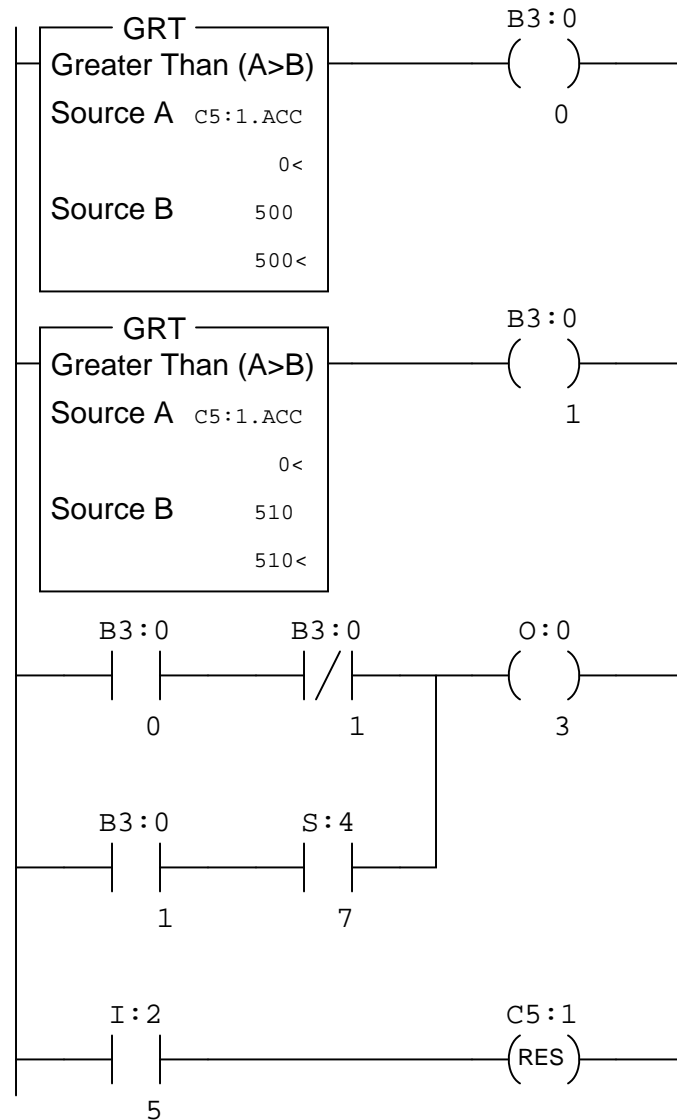 GRT
B3:0
Greater Than (A>B)
Source A C5:1.ACC
0
0<
Source B 500
500<
GRT
B3:0
Greater Than (A>B)
Source A C5:1.ACC
1
0<
Source B 510
510<
B3:0 B3:0 O:0
0 1 3
B3:0 S:4
1 7
I:2 C5:1
RES
5